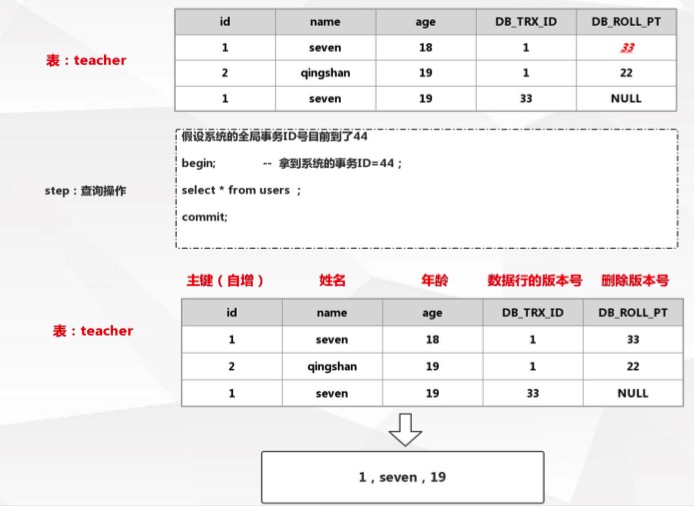 id name age DB_TRX_ID DB_ROLL_PT
1 seven 18 1 33
表：teacher
2 qingshan 19 1 22
1 seven 19 33 NULL
假设系统的全局事务ID号目前到了44
begin; -- 拿到系统的事务ID=44；
step：查询操作
select * from users ；
commit;
主键（自增） 姓名 年龄 数据行的版本号 删除版本号
id name age DB_TRX_ID DB_ROLL_PT
表：teacher
1 seven 18 1 33
2 qingshan 19 1 22
1 seven 19 33 NULL
1，seven，19